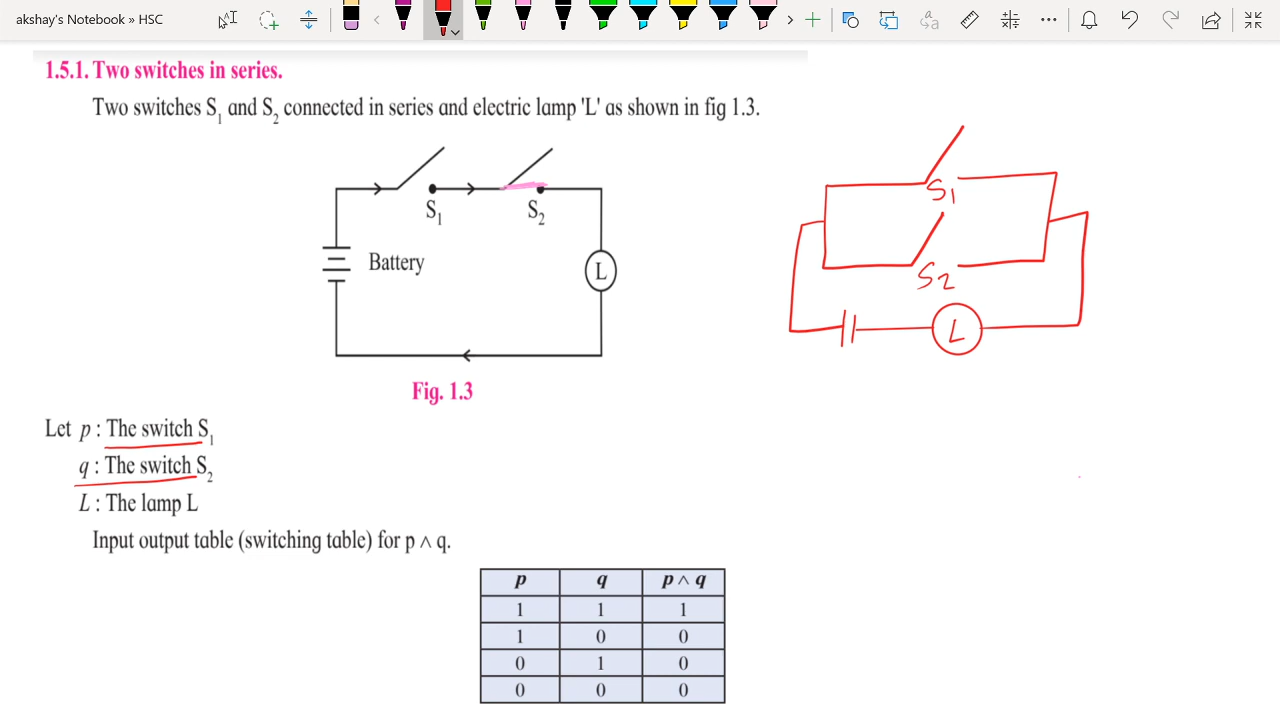 akshay's Notebook » HSC
1.5.1. Two switches in series.
Two switches S₁ and S₂ connected in series and electric lamp 'L' as shown in fig 1.3.
S₁
S₂
Battery
L
Fig. 1.3
S1
S2
L
Let p : The switch S₁
q : The switch S₂
L : The lamp L
Input output table (switching table) for p ∧ q.
p q p ∧ q
1 1 1
1 0 0
0 1 0
0 0 0